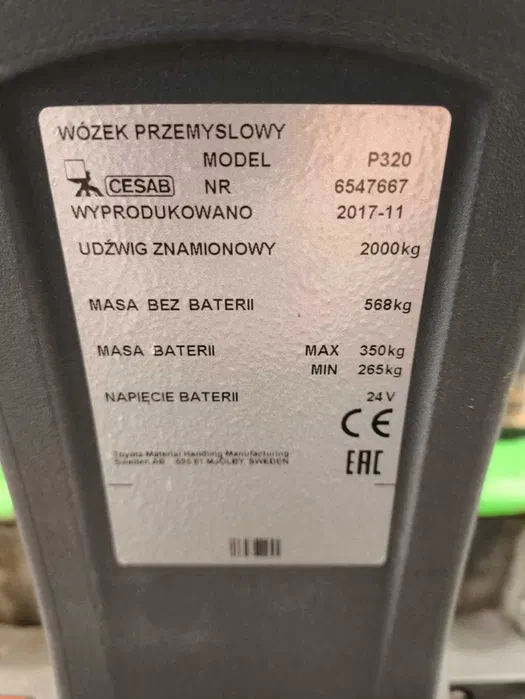 WÓZEK PRZEMYSLOWY
MODEL P320
CESAB NR 6547667
WYPRODUKOWANO 2017-11
UDŹWIG ZNAMIONOWY 2000kg
MASA BEZ BATERII 568kg
MASA BATERII MAX 350kg
MIN 265kg
NAPIĘCIE BATERII 24 V
CE
Toyota Material Handling Manufacturing
Sweden AB 595 81 MJÖLBY SWEDEN
EAC